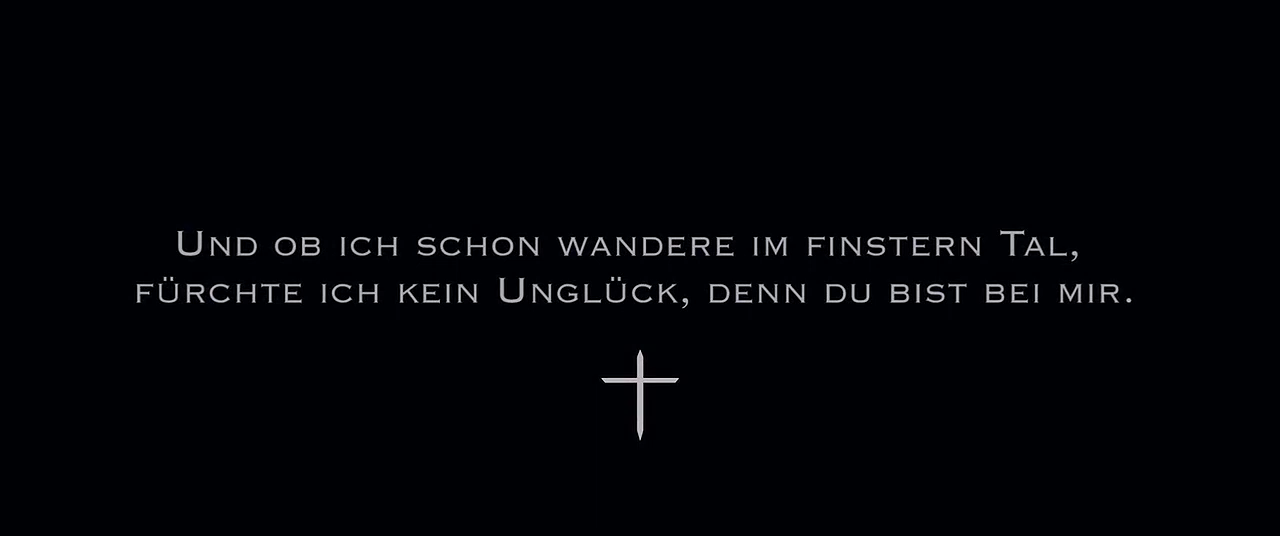 Und ob ich schon wandere im finstern Tal,
fürchte ich kein Unglück, denn du bist bei mir.